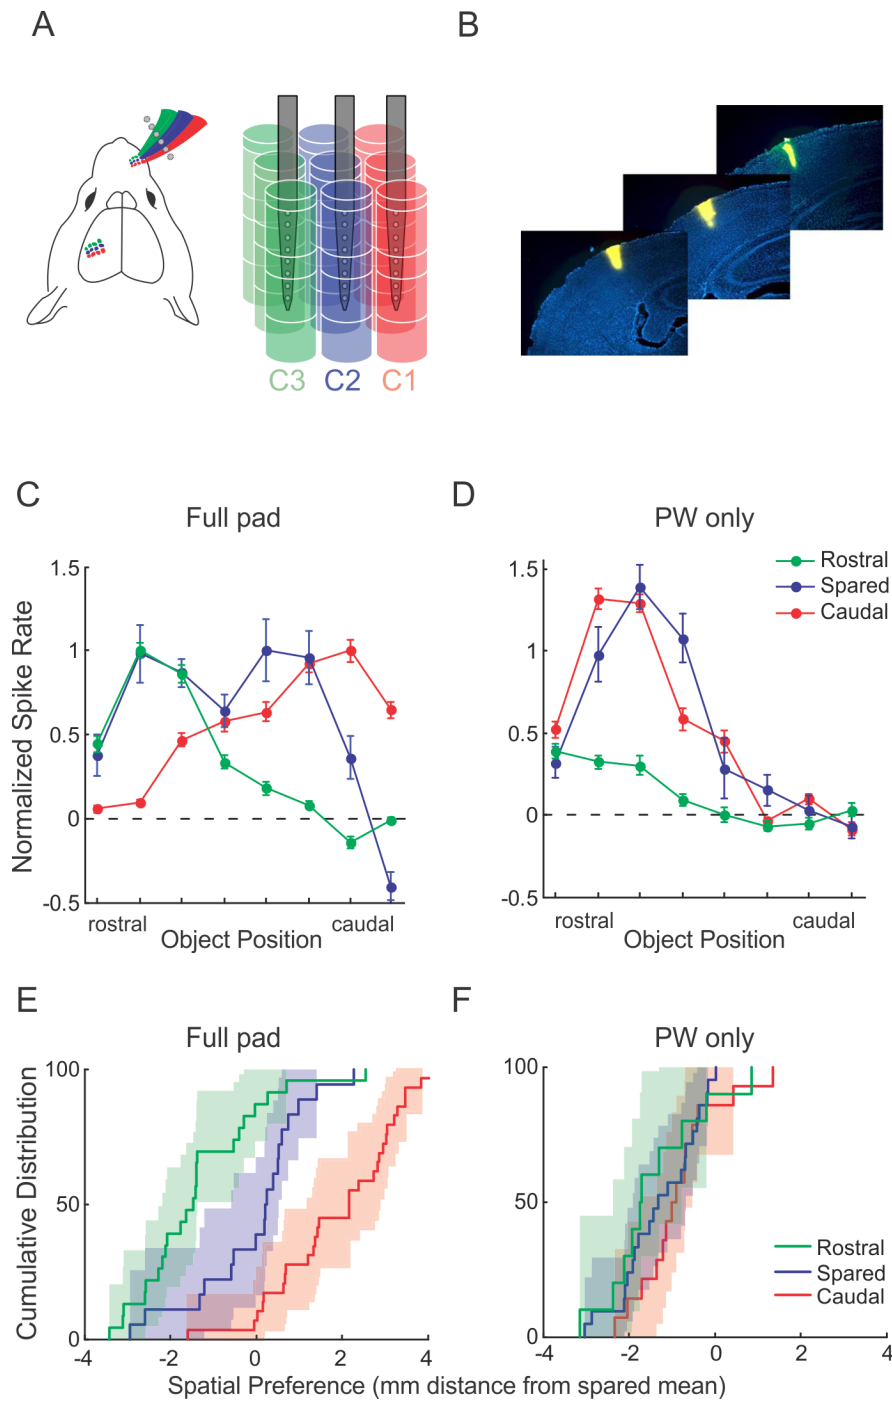 A
B
C3 C2 C1
C
D
Full pad
PW only
Rostral
Spared
Caudal
1.5
1
0.5
0
-0.5
Normalized Spike Rate
rostral
caudal
Object Position
1.5
1
0.5
0
-0.5
rostral
caudal
Object Position
E
F
Full pad
PW only
100
50
0
Cumulative Distribution
-4 -2 0 2 4
100
50
0
Rostral
Spared
Caudal
-4 -2 0 2 4
Spatial Preference (mm distance from spared mean)